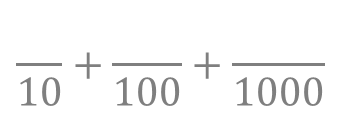 — + — + —
10 100 1000